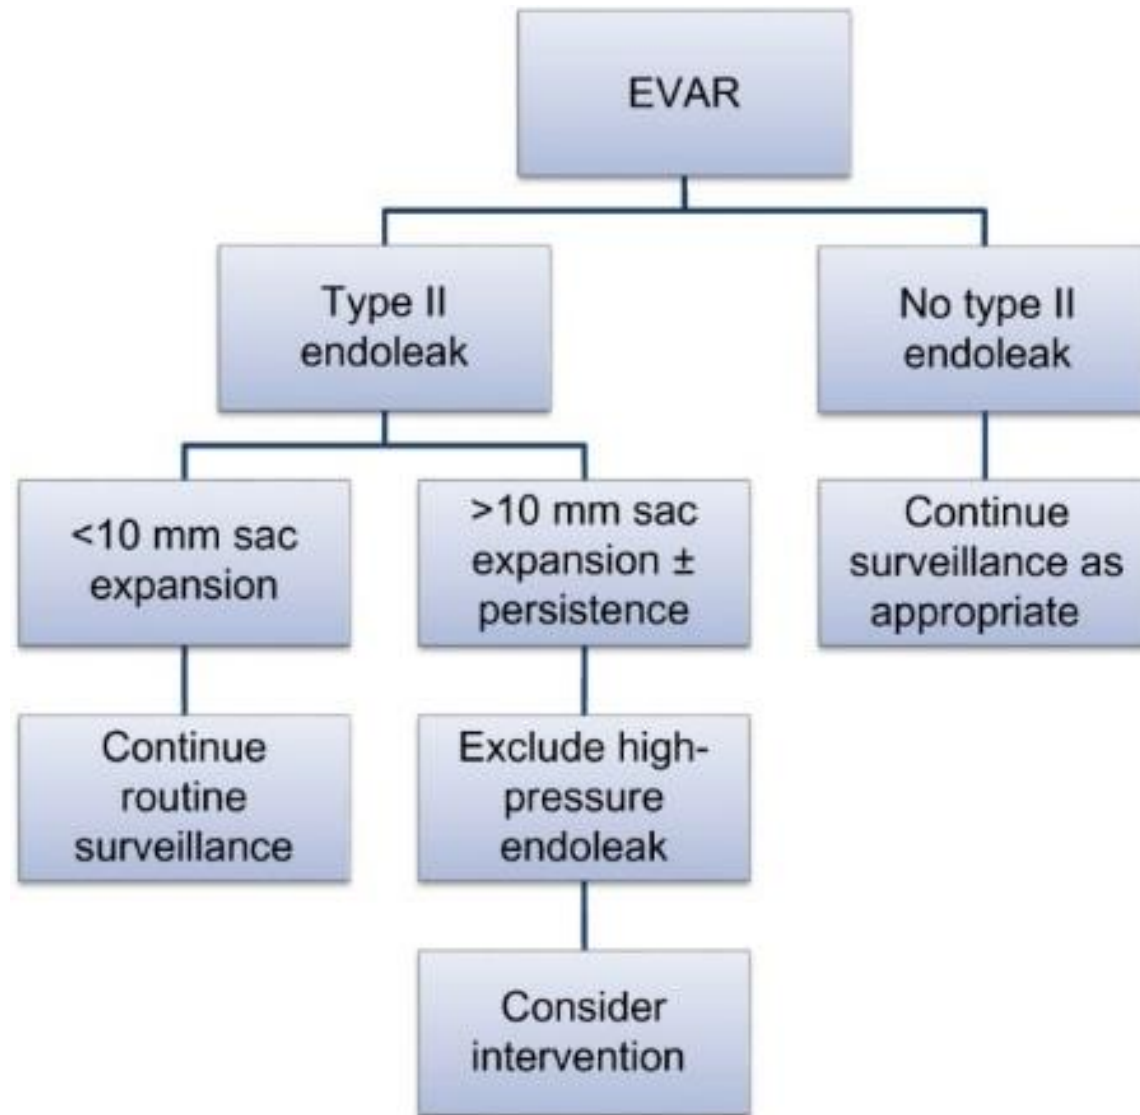 EVAR
Type II
endoleak
No type II
endoleak
<10 mm sac
expansion
>10 mm sac
expansion ±
persistence
Continue
surveillance as
appropriate
Continue
routine
surveillance
Exclude high-
pressure
endoleak
Consider
intervention